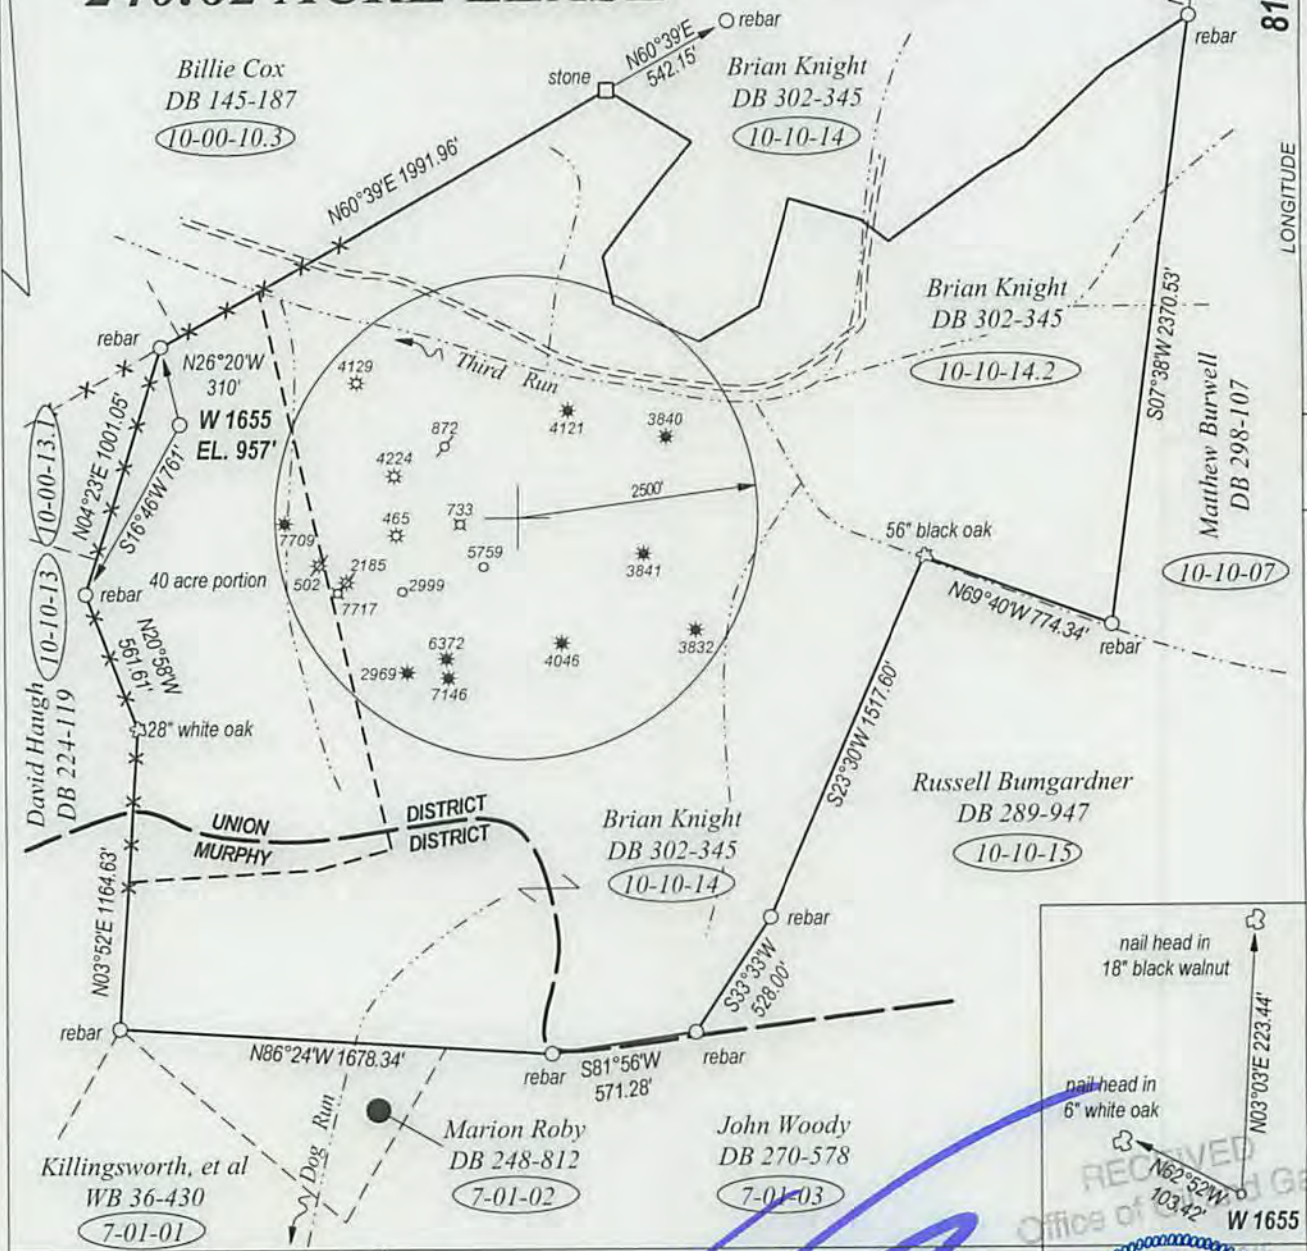 240.62 ACRE LEASE
81
LONGITUDE
rebar
N60°39'E
542.15'
stone
rebar
Billie Cox
DB 145-187
10-00-10.3
Brian Knight
DB 302-345
10-10-14
N60°39'E 1991.96'
Brian Knight
DB 302-345
10-10-14.2
S07°38'W 2370.53'
Matthew Burwell
DB 298-107
10-10-07
rebar
N26°20'W
310'
W 1655
EL. 957'
10-00-13.1
N04°23'E 1001.05'
S16°46'W 761'
Third Run
4129
872
4121
3840
4224
2500'
465
733
7709
5759
3841
502
2185
7717
2999
6372
2969
7146
4046
3832
56" black oak
N69°40'W 774.34'
rebar
10-10-13
rebar
40 acre portion
N20°58'W
561.61'
28" white oak
David Haugh
DB 224-119
S23°30'W 1517.60'
Russell Bumgardner
DB 289-947
10-10-15
UNION DISTRICT
MURPHY DISTRICT
Brian Knight
DB 302-345
10-10-14
N03°52'E 1164.63'
rebar
S33°33'W
528.00'
rebar
N86°24'W 1678.34'
rebar
S81°56'W
571.28'
rebar
Dog Run
Killingsworth, et al
WB 36-430
7-01-01
Marion Roby
DB 248-812
7-01-02
John Woody
DB 270-578
7-01-03
nail head in
18" black walnut
N03°03'E 223.44'
nail head in
6" white oak
N62°52'W
103.42'
W 1655
RECEIVED
Office of